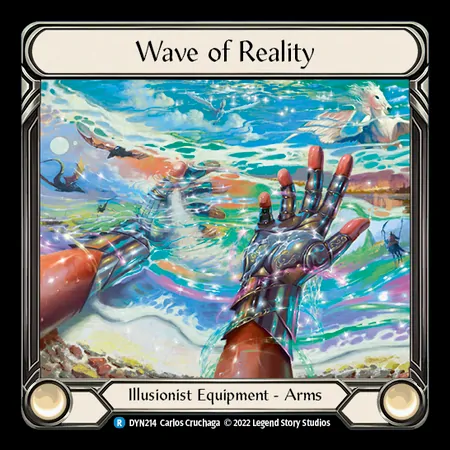 Wave of Reality
Illusionist Equipment - Arms
R DYN214 Carlos Cruchaga © 2022 Legend Story Studios